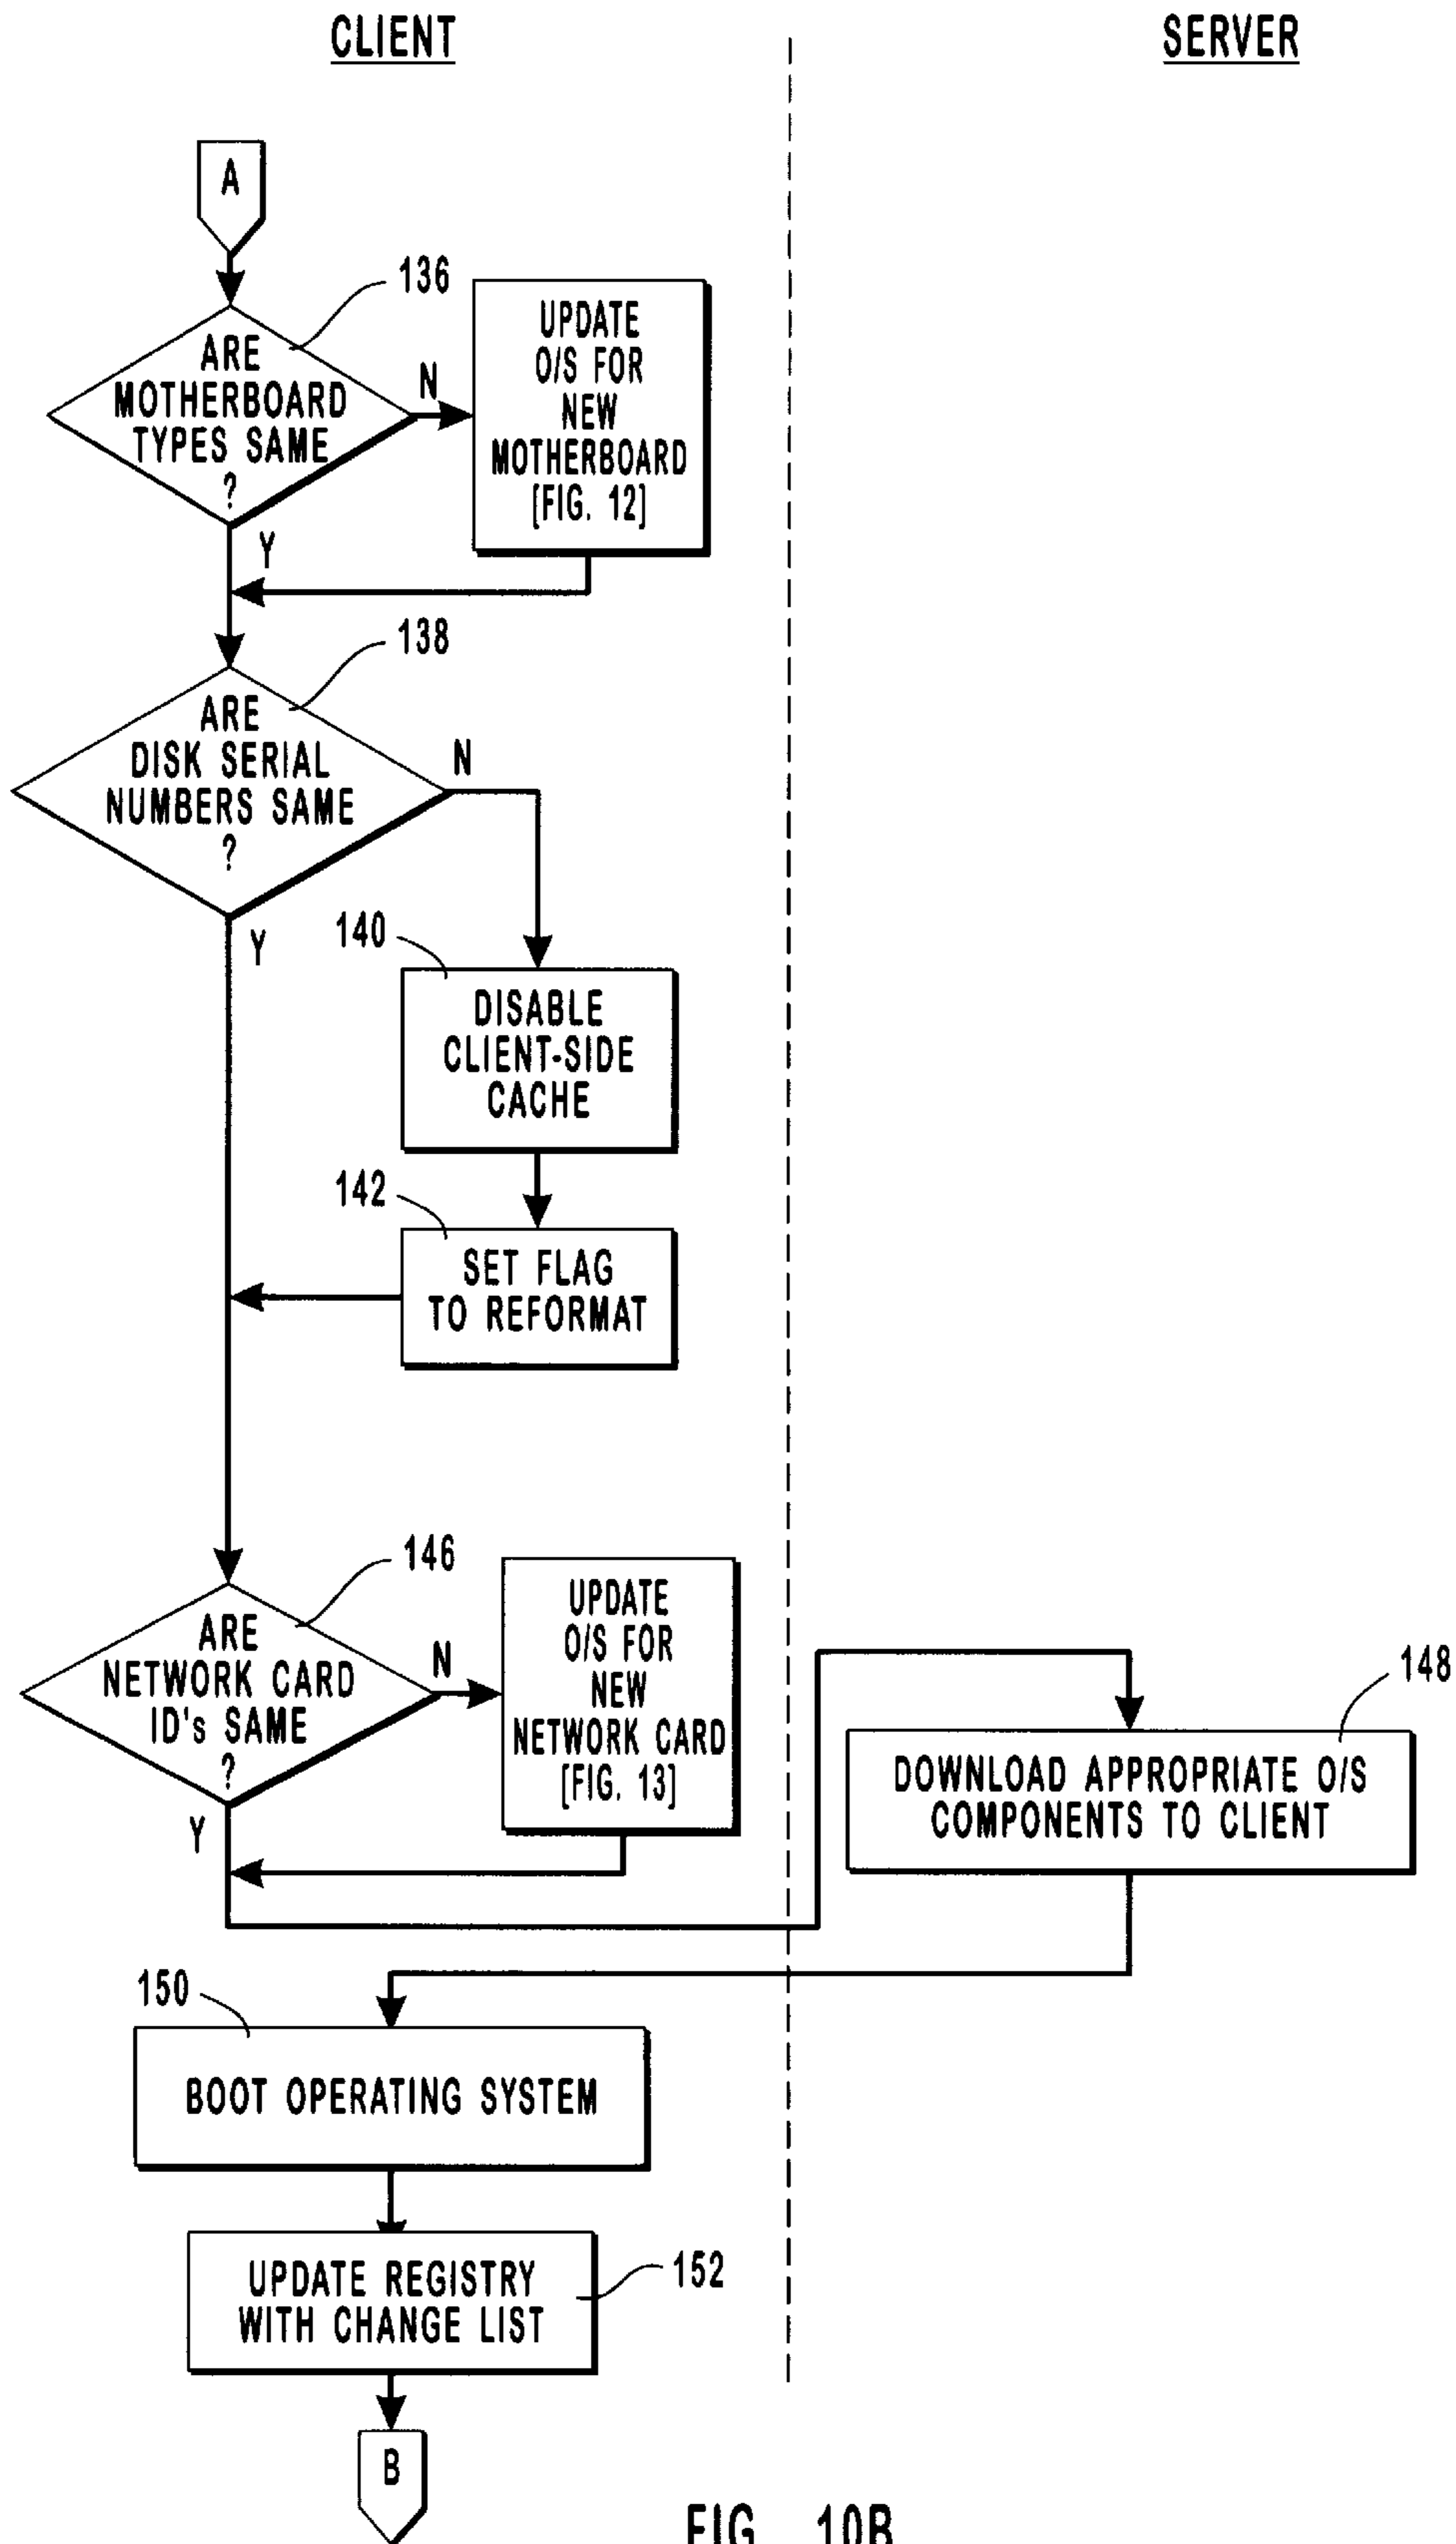 CLIENT
SERVER
A
136
ARE
MOTHERBOARD
TYPES SAME
?
N
Y
UPDATE
O/S FOR
NEW
MOTHERBOARD
[FIG. 12]
138
ARE
DISK SERIAL
NUMBERS SAME
?
N
Y
140
DISABLE
CLIENT-SIDE
CACHE
142
SET FLAG
TO REFORMAT
146
ARE
NETWORK CARD
ID's SAME
?
N
Y
UPDATE
O/S FOR
NEW
NETWORK CARD
[FIG. 13]
148
DOWNLOAD APPROPRIATE O/S
COMPONENTS TO CLIENT
150
BOOT OPERATING SYSTEM
152
UPDATE REGISTRY
WITH CHANGE LIST
B
FIG. 10B